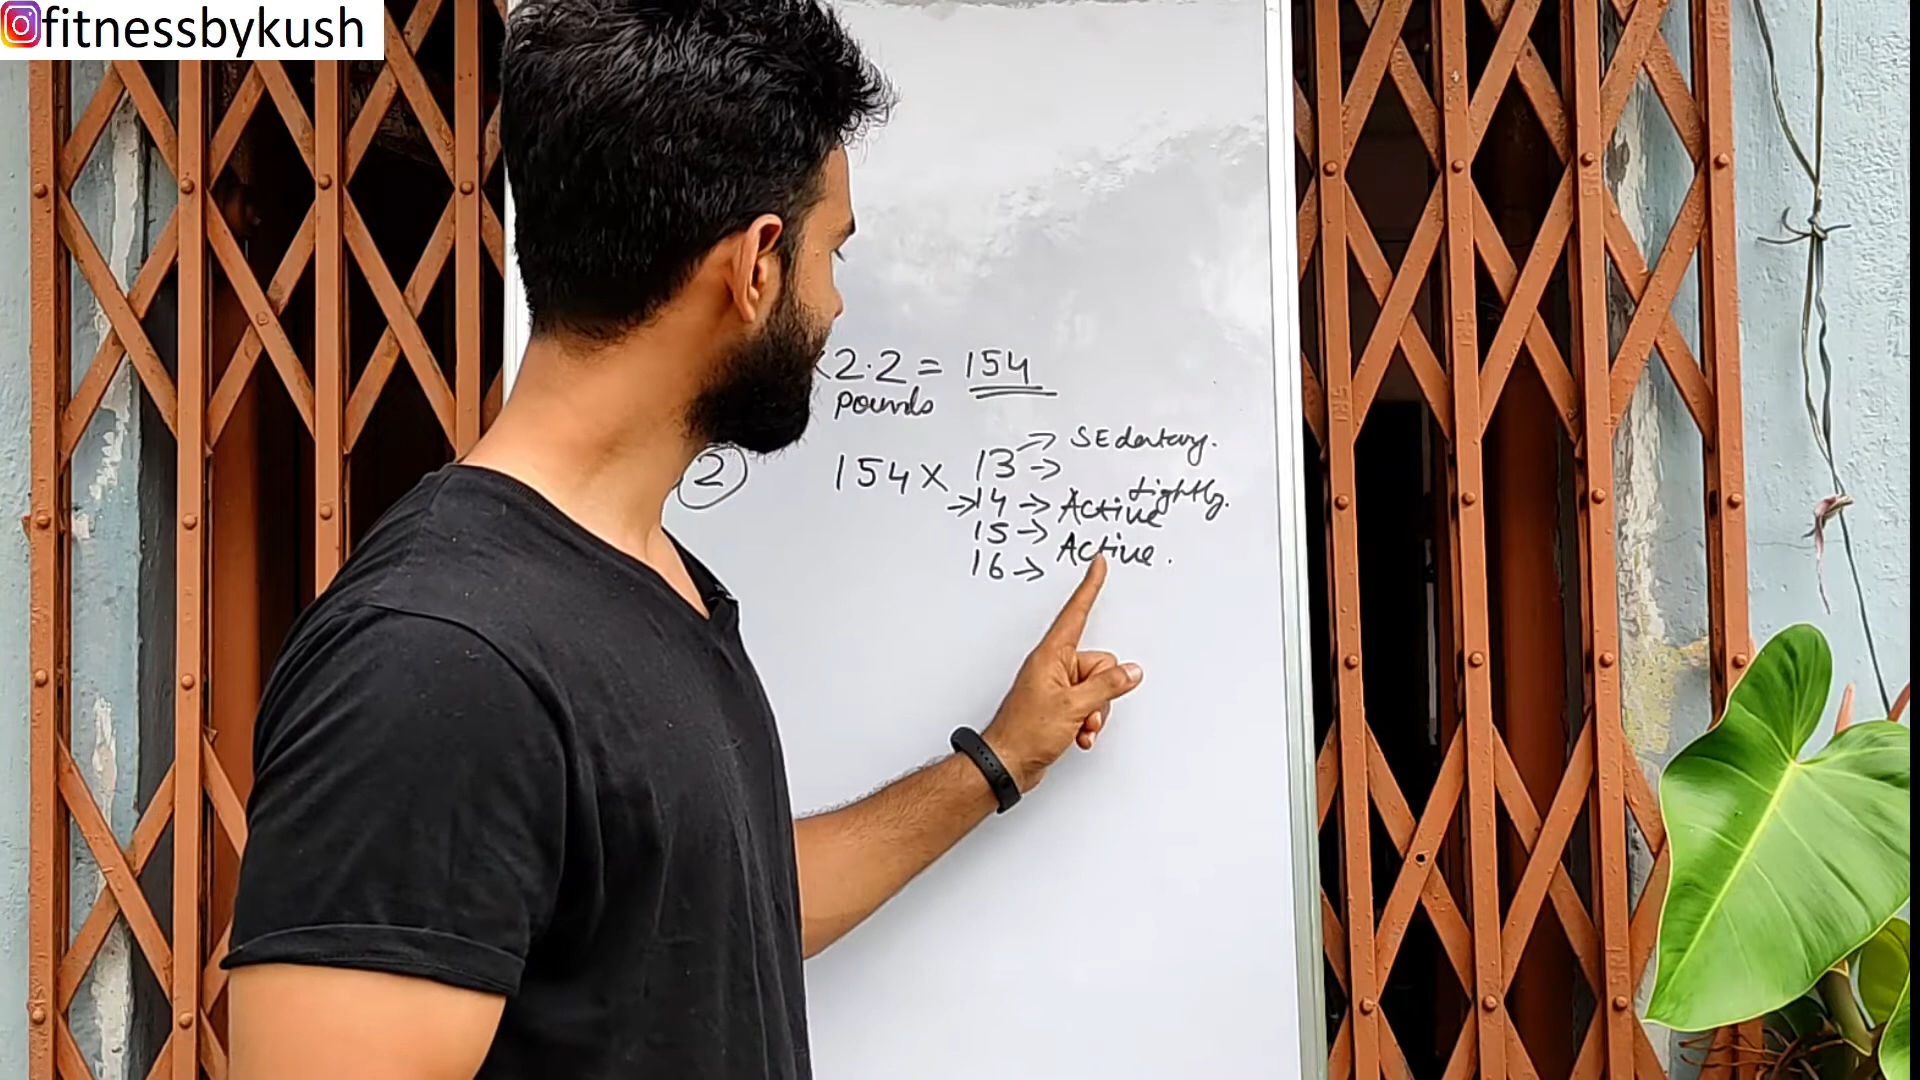 fitnessbykush
×2.2 = 154
pounds
2 154 × 13 → → SEdentary.
→14 → Active Lightly.
15 →
16 → Active.